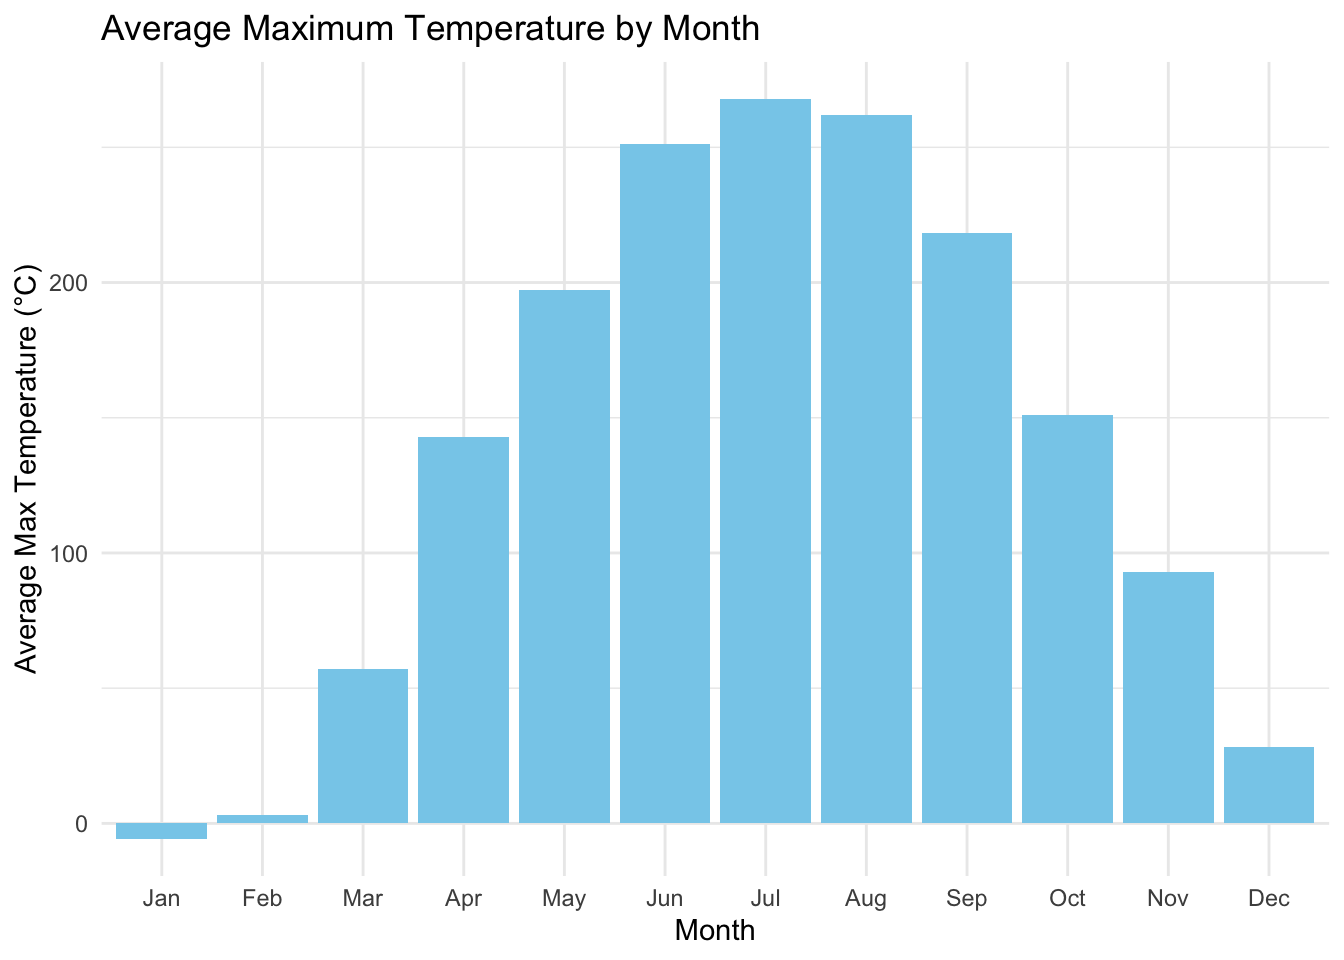 Average Maximum Temperature by Month
Average Max Temperature (°C)
200
100
0
Jan Feb Mar Apr May Jun Jul Aug Sep Oct Nov Dec
Month